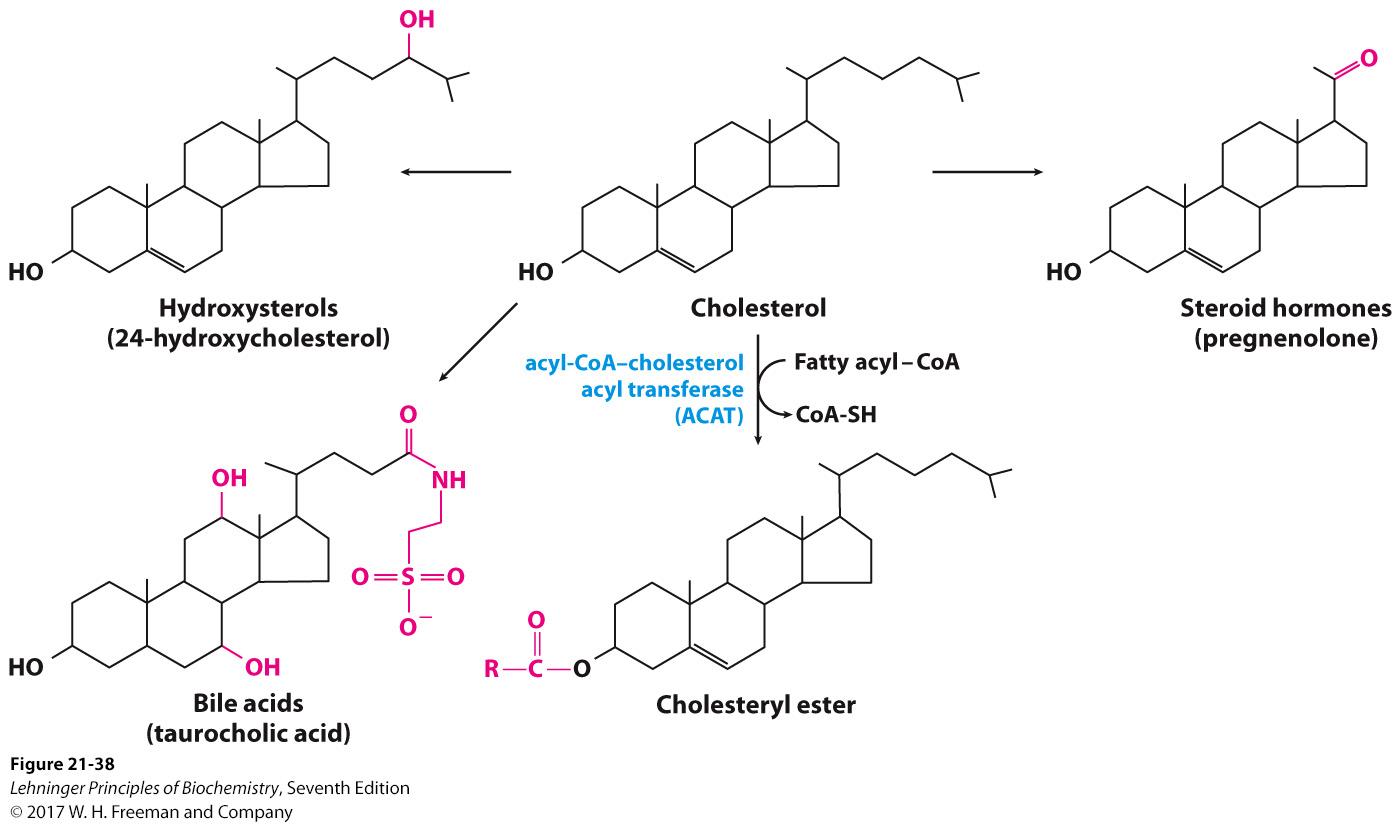 OH
HO
Hydroxysterols
(24-hydroxycholesterol)
HO
Cholesterol
O
HO
Steroid hormones
(pregnenolone)
acyl-CoA–cholesterol
acyl transferase
(ACAT)
Fatty acyl–CoA
CoA-SH
O
NH
OH
O=S=O
O−
HO
OH
Bile acids
(taurocholic acid)
O
R—C—O
Cholesteryl ester
Figure 21-38
Lehninger Principles of Biochemistry, Seventh Edition
© 2017 W. H. Freeman and Company